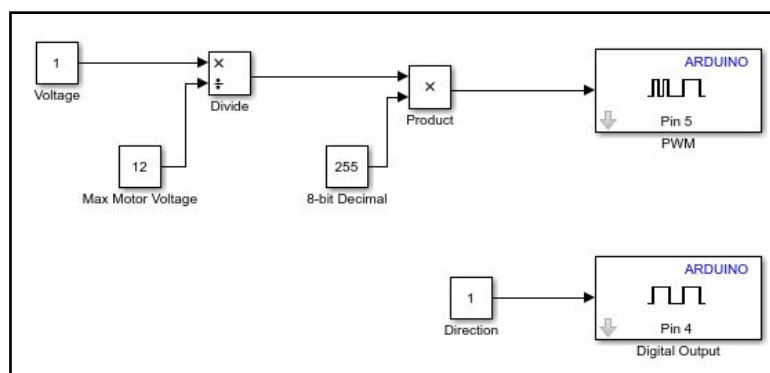 1
Voltage
×
÷
Divide
12
Max Motor Voltage
×
Product
255
8-bit Decimal
ARDUINO
Pin 5
PWM
1
Direction
ARDUINO
Pin 4
Digital Output